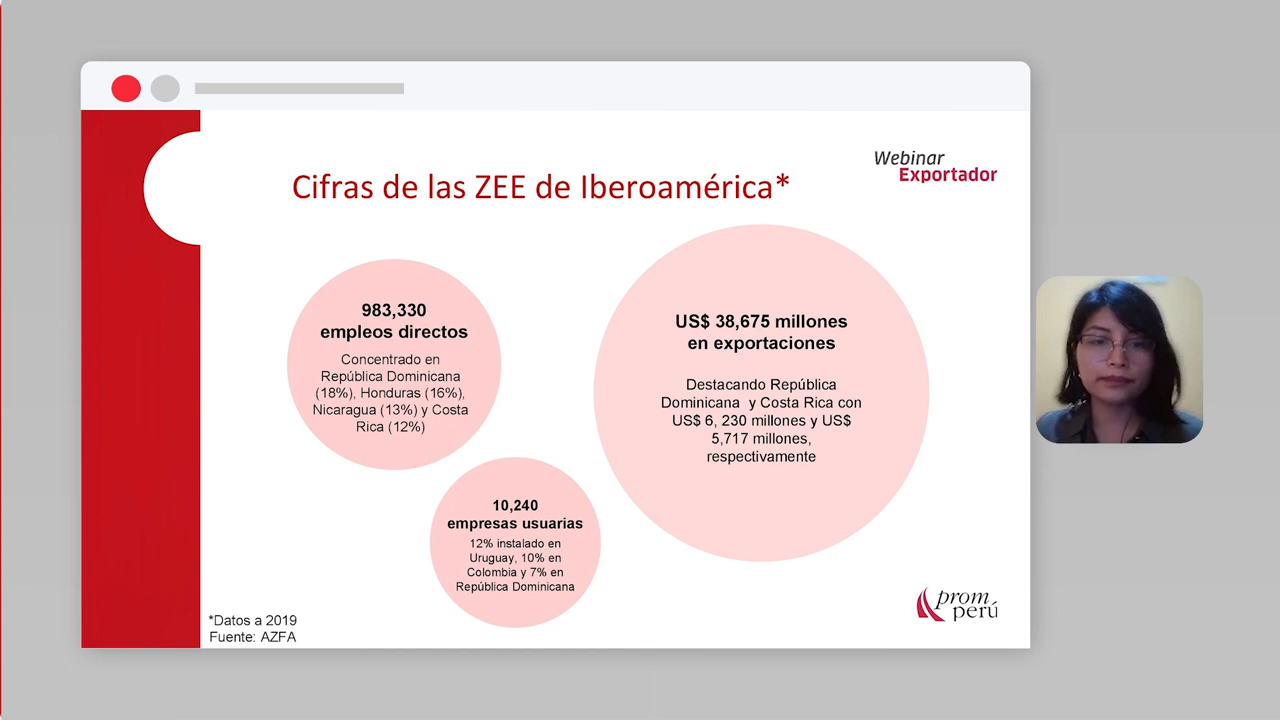 Webinar
Exportador
Cifras de las ZEE de Iberoamérica*
983,330
empleos directos
Concentrado en
República Dominicana
(18%), Honduras (16%),
Nicaragua (13%) y Costa
Rica (12%)
US$ 38,675 millones
en exportaciones
Destacando República
Dominicana y Costa Rica con
US$ 6, 230 millones y US$
5,717 millones,
respectivamente
10,240
empresas usuarias
12% instalado en
Uruguay, 10% en
Colombia y 7% en
República Dominicana
*Datos a 2019
Fuente: AZFA
prom
perú